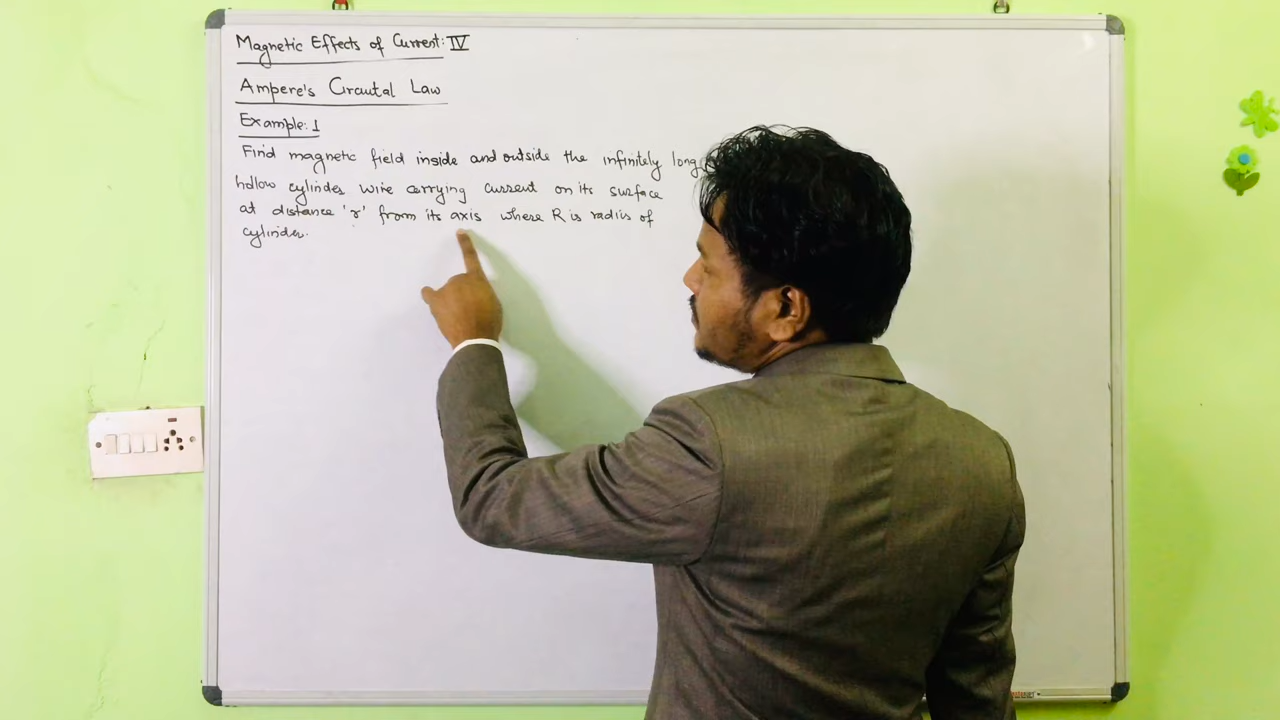 Magnetic Effects of Current: IV
Ampere's Circuital Law
Example: 1
Find magnetic field inside and outside the infinitely long
hollow cylinder wire carrying current on its surface
at distance 'r' from its axis where R is radius of
cylinder.